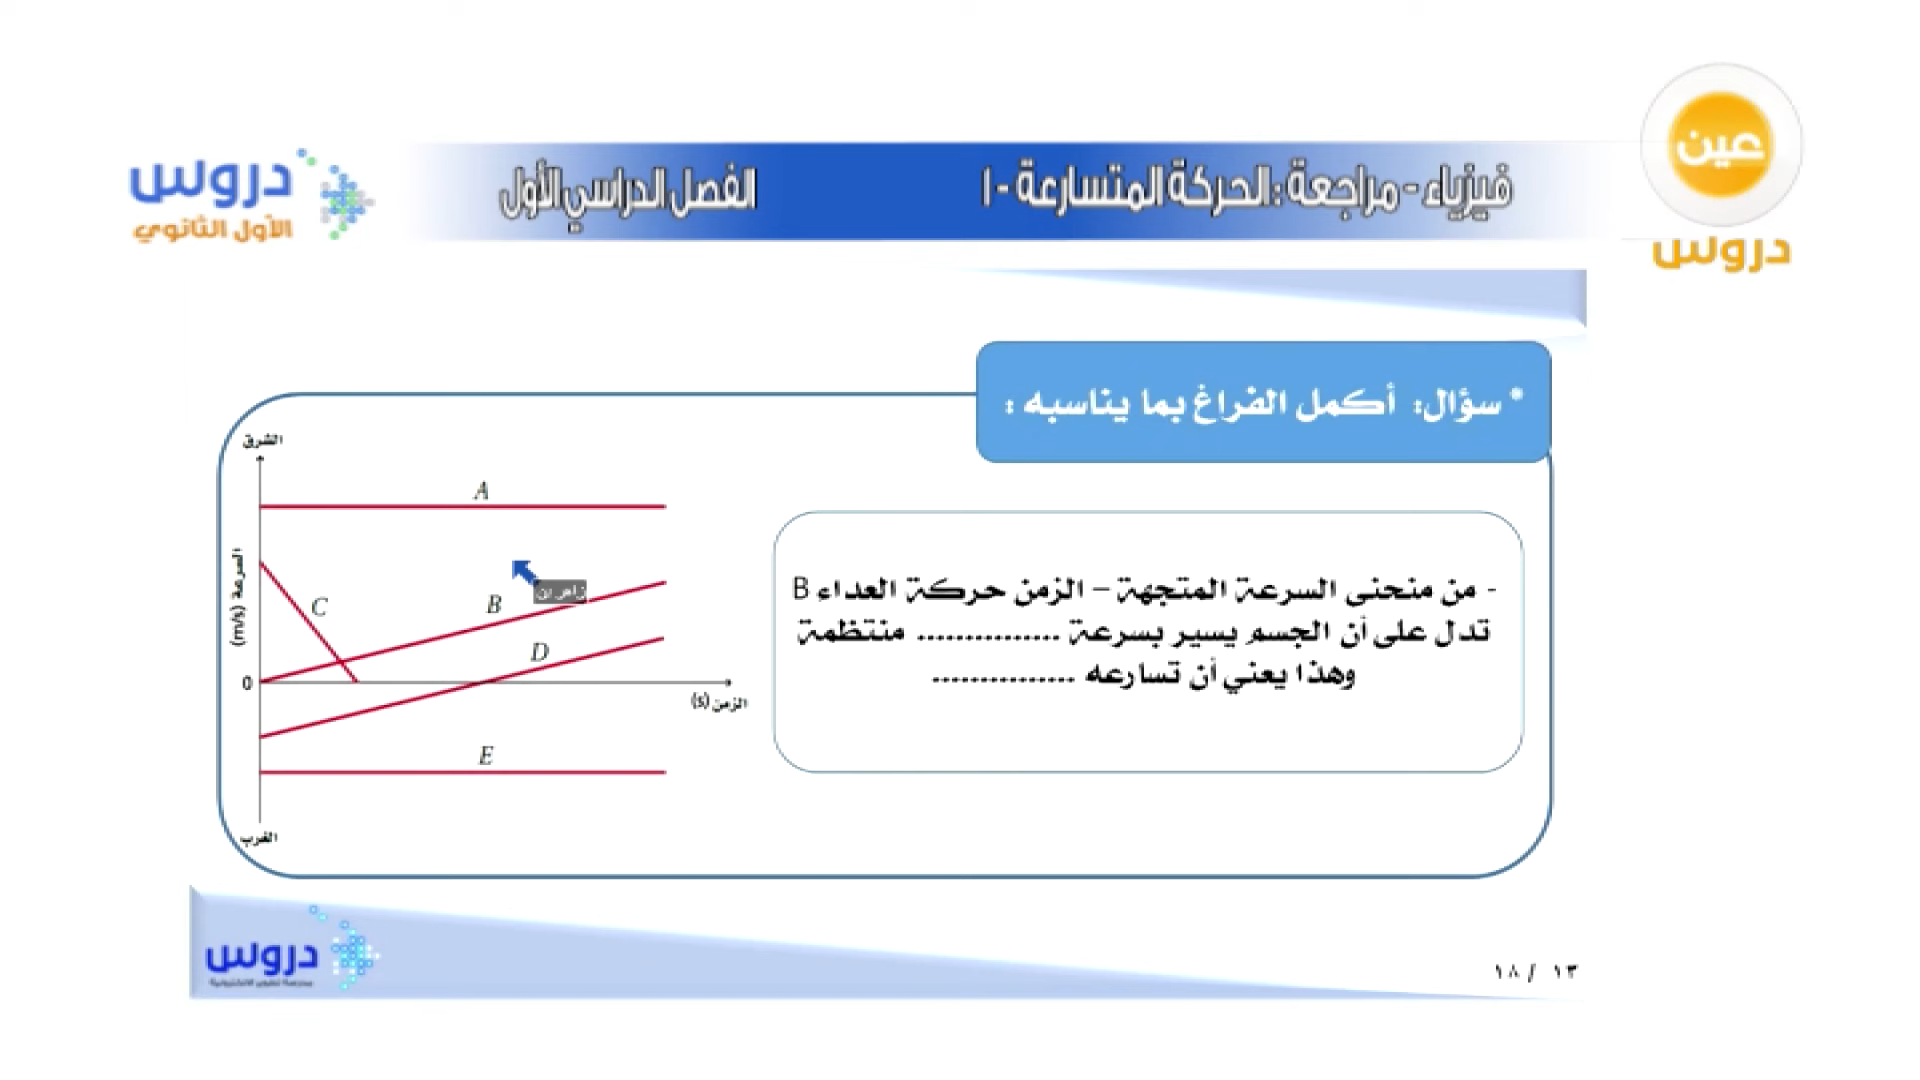 عين
دروس
دروس
الأول الثانوي
فيزياء - مراجعة : الحركة المتسارعة - ١
الفصل الدراسي الأول
* سؤال: أكمل الفراغ بما يناسبه :
- من منحنى السرعة المتجهة – الزمن حركة العداء B
تدل على أن الجسم يسير بسرعة ............... منتظمة
وهذا يعني أن تسارعه ...............
الشرق
A
السرعة (m/s)
C
B
زاهر بن
D
0
الزمن (s)
E
الغرب
دروس
١٣ / ١٨